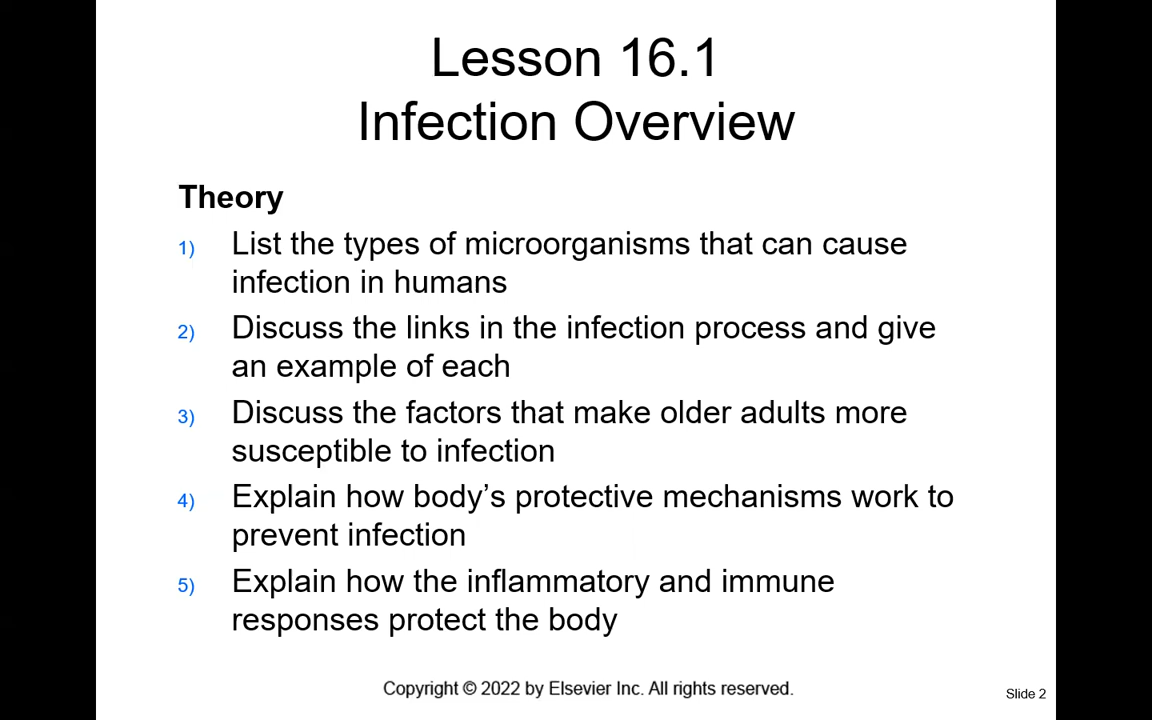 Lesson 16.1
Infection Overview
Theory
1) List the types of microorganisms that can cause
infection in humans
2) Discuss the links in the infection process and give
an example of each
3) Discuss the factors that make older adults more
susceptible to infection
4) Explain how body’s protective mechanisms work to
prevent infection
5) Explain how the inflammatory and immune
responses protect the body
Copyright © 2022 by Elsevier Inc. All rights reserved.
Slide 2